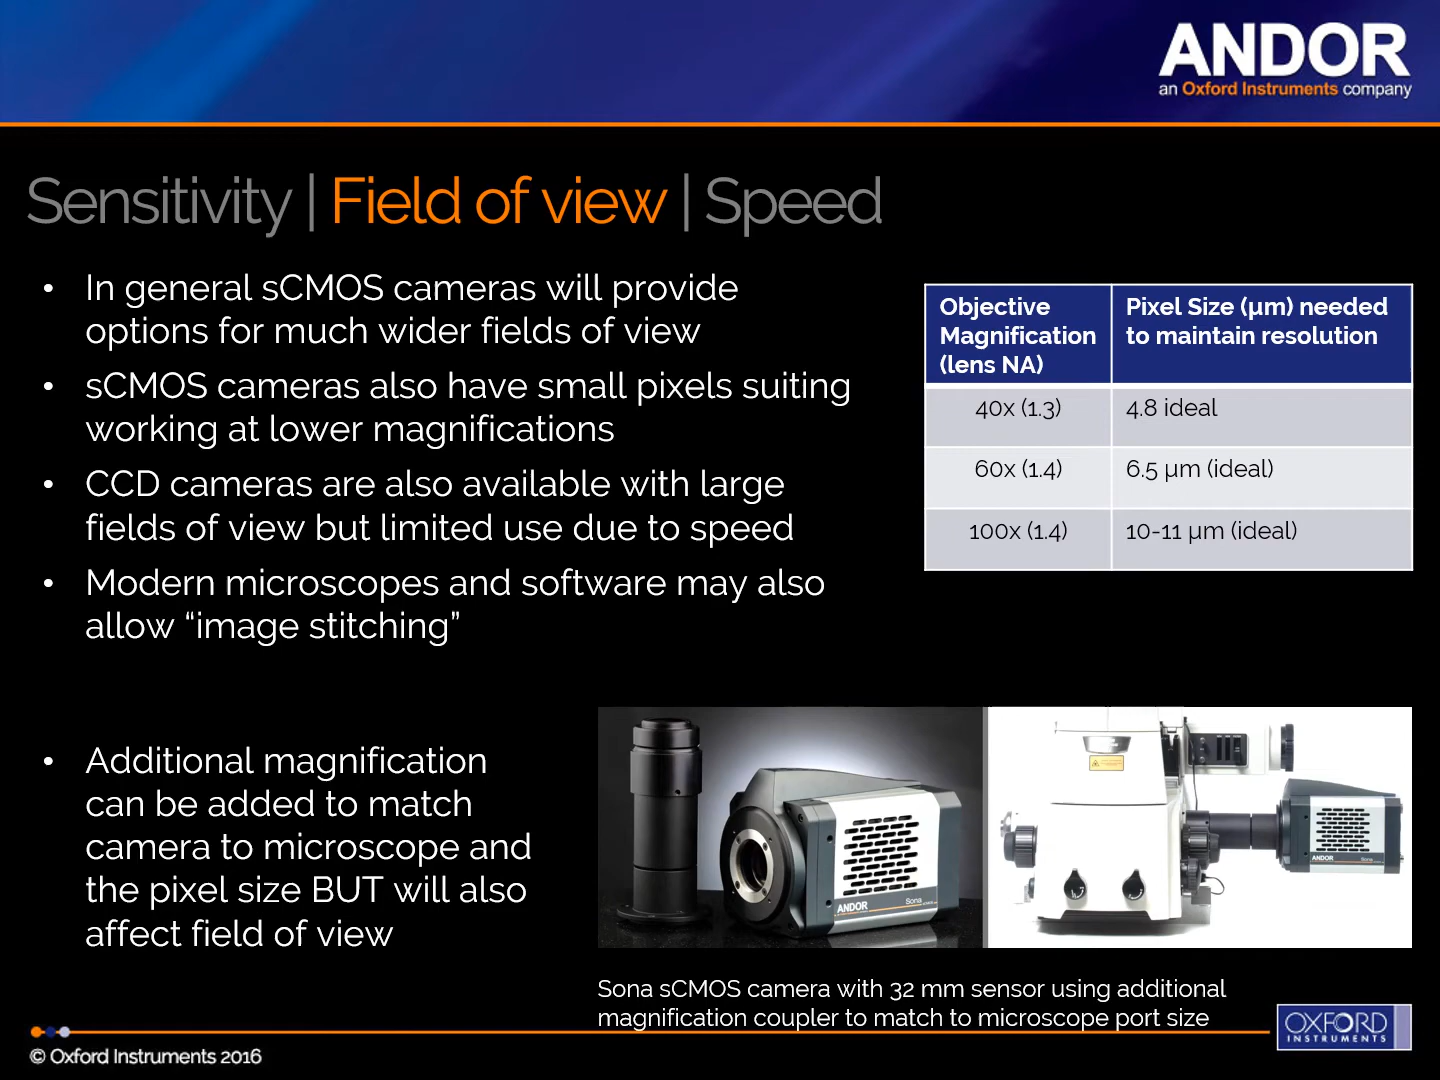 ANDOR
an Oxford Instruments company
Sensitivity | Field of view | Speed
• In general sCMOS cameras will provide
options for much wider fields of view
• sCMOS cameras also have small pixels suiting
working at lower magnifications
• CCD cameras are also available with large
fields of view but limited use due to speed
• Modern microscopes and software may also
allow “image stitching”
• Additional magnification
can be added to match
camera to microscope and
the pixel size BUT will also
affect field of view
Objective
Magnification
(lens NA)
Pixel Size (µm) needed
to maintain resolution
40x (1.3)
4.8 ideal
60x (1.4)
6.5 µm (ideal)
100x (1.4)
10-11 µm (ideal)
ANDOR
Sona
ANDOR
Sona
Sona sCMOS camera with 32 mm sensor using additional
magnification coupler to match to microscope port size
OXFORD
INSTRUMENTS
© Oxford Instruments 2016